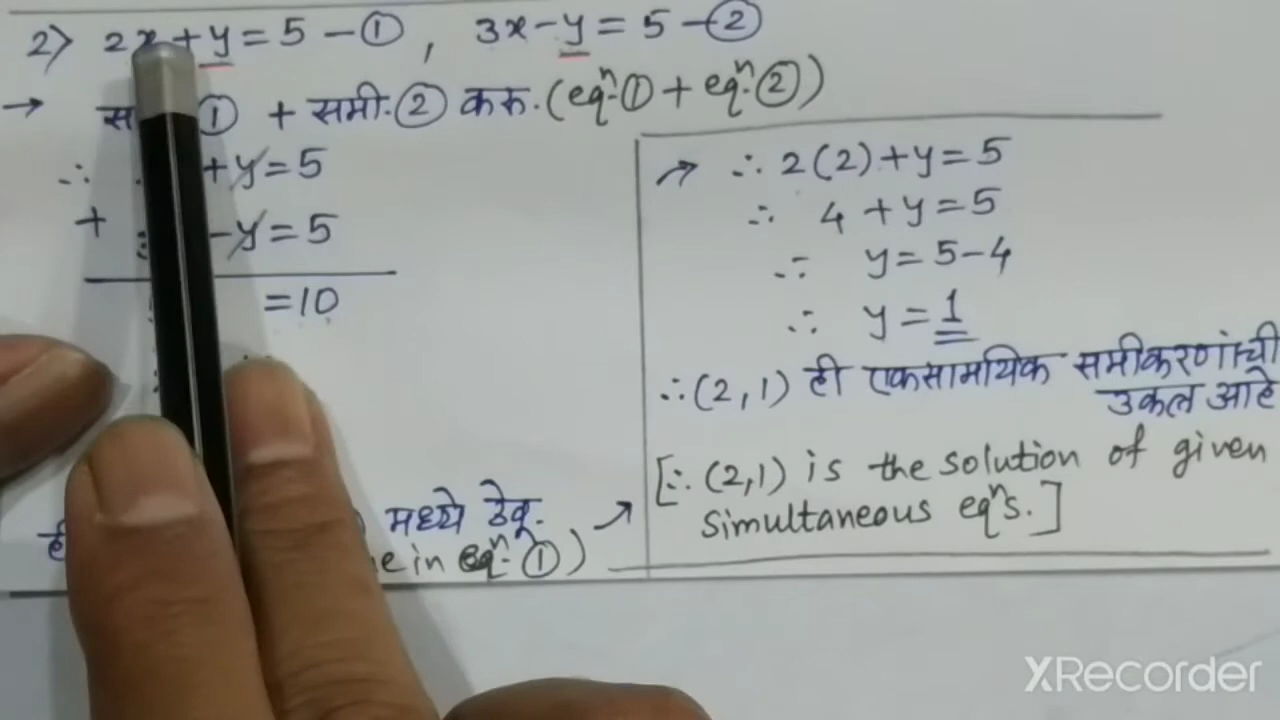 2) 2x + y = 5 - ① , 3x - y = 5 - ②
→ ① + समी. ② करु. (eqⁿ. ① + eqⁿ. ②)
∴ + y = 5
+ - y = 5
= 10
मध्ये ठेवू.
in eqⁿ. ①) →
→ ∴ 2(2) + y = 5
∴ 4 + y = 5
∴ y = 5 - 4
∴ y = 1
∴ (2, 1) ही एकसामयिक समीकरणांची
उकल आहे
[∴ (2,1) is the solution of given
simultaneous eqⁿs.]
XRecorder